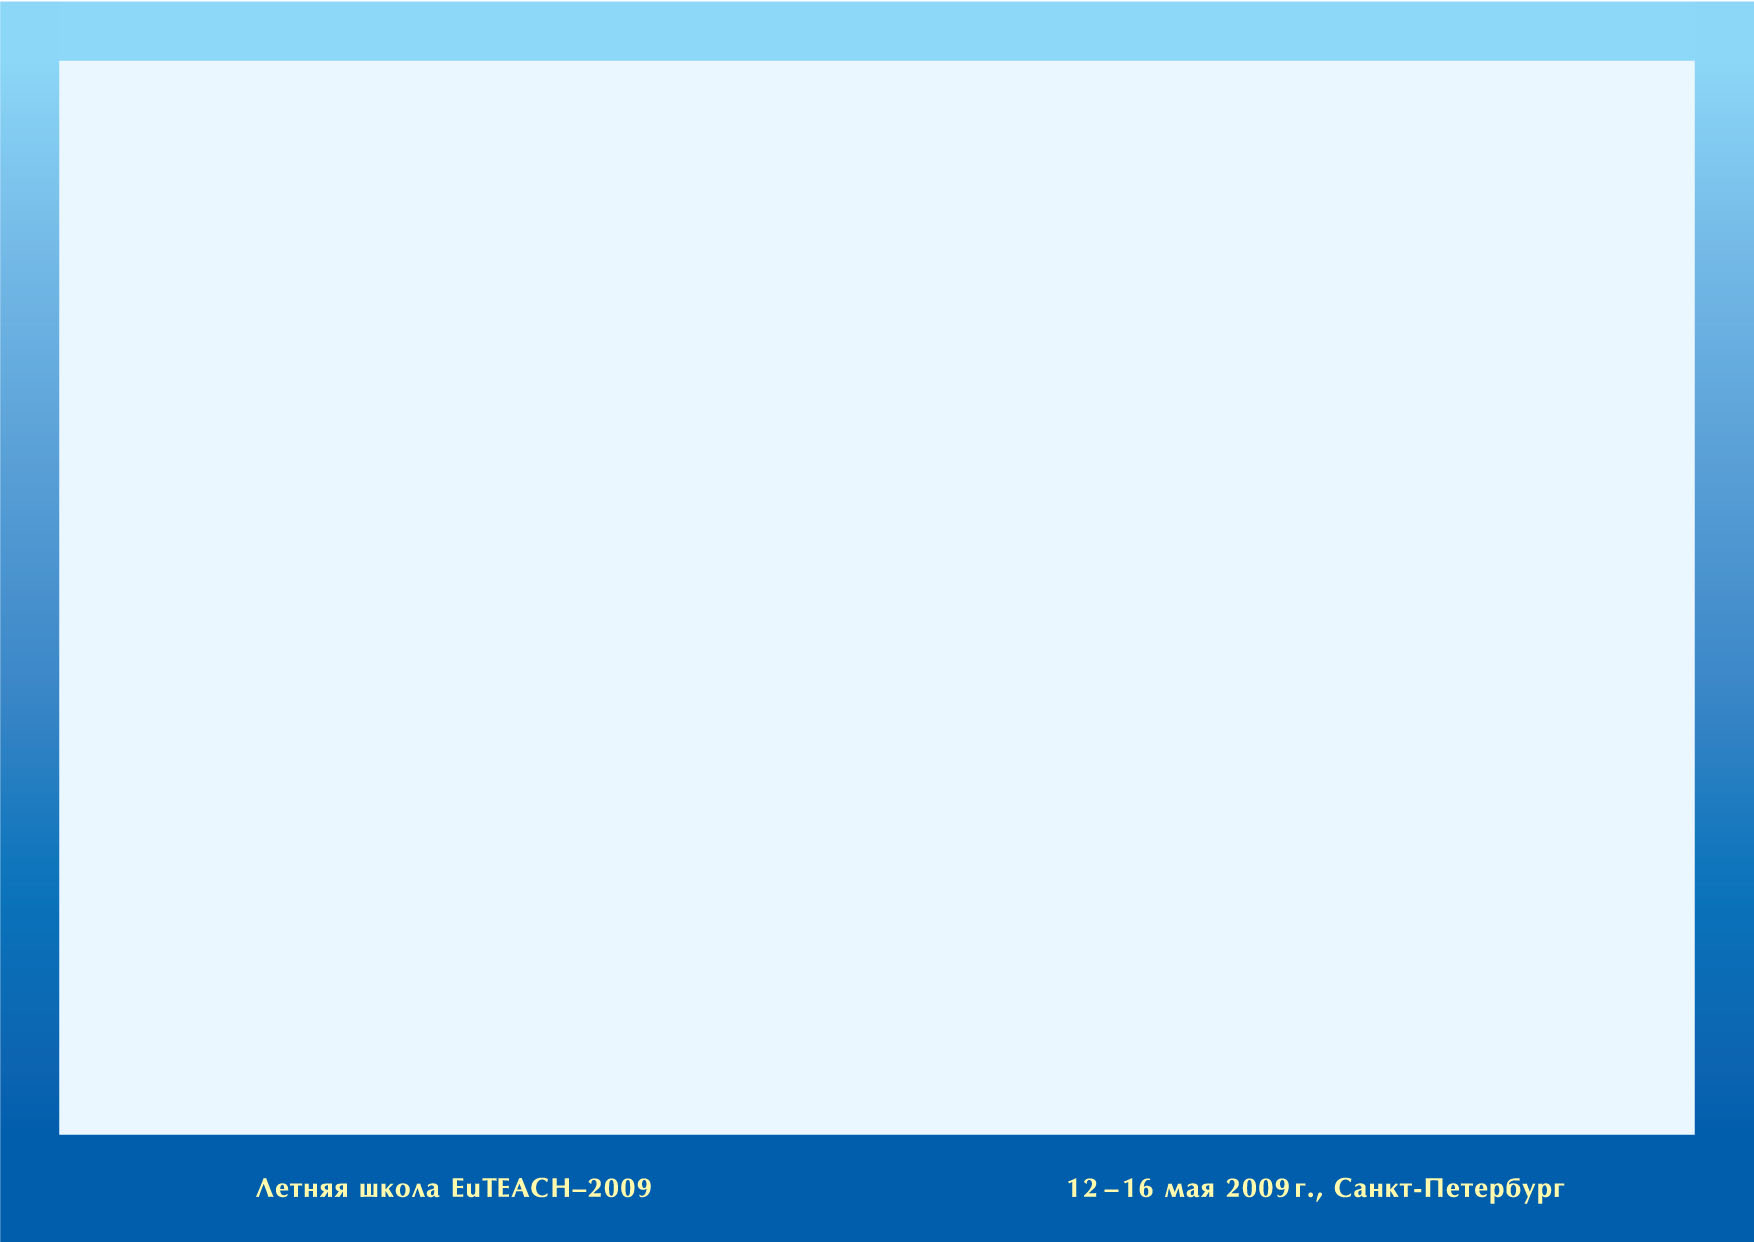 Летняя школа EuTEACH–2009
12–16 мая 2009 г., Санкт-Петербург